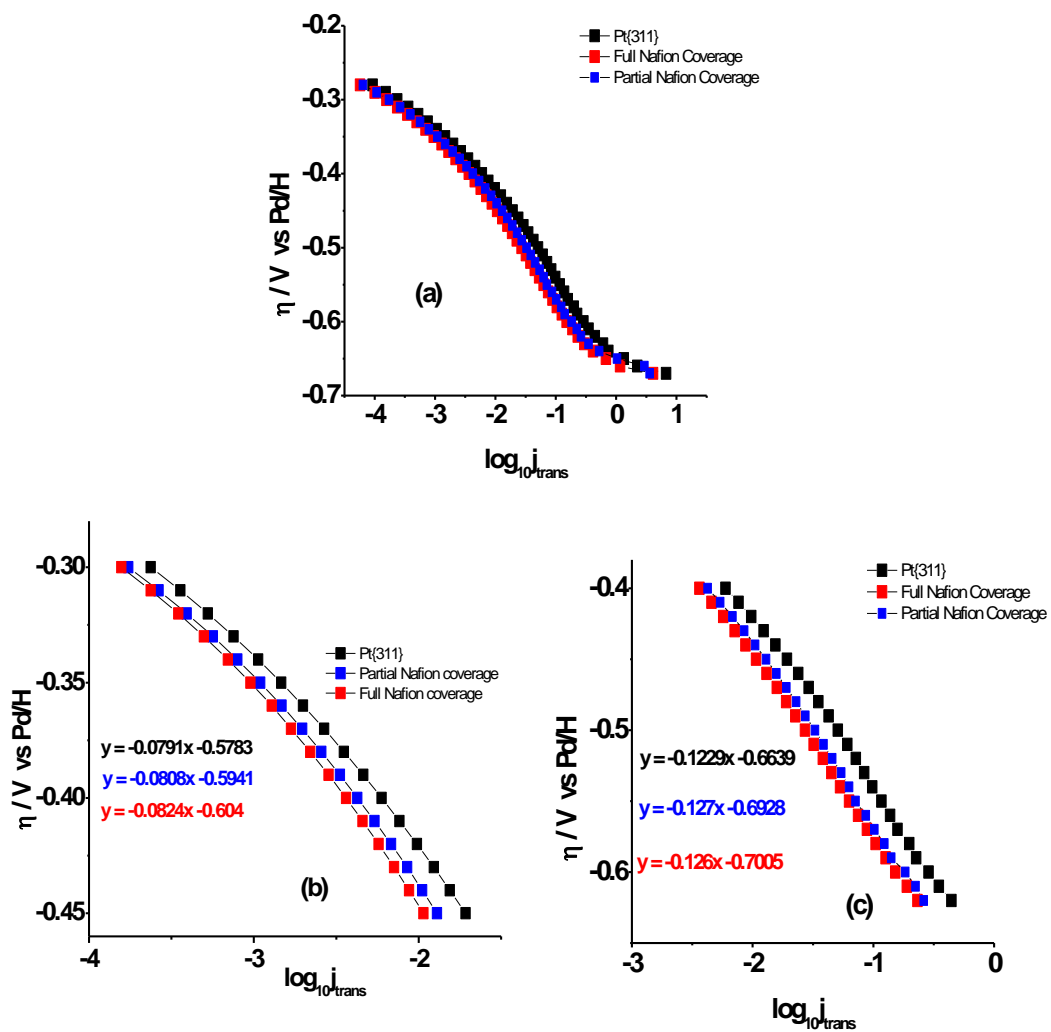 -0.2
-0.3
-0.4
-0.5
-0.6
-0.7
η / V vs Pd/H
Pt{311}
Full Nafion Coverage
Partial Nafion Coverage
(a)
-4 -3 -2 -1 0 1
log10jtrans
-0.30
-0.35
-0.40
-0.45
η / V vs Pd/H
Pt{311}
Partial Nafion coverage
Full Nafion coverage
y = -0.0791x -0.5783
y = -0.0808x -0.5941
y = -0.0824x -0.604
(b)
-4 -3 -2
log10jtrans
-0.4
-0.5
-0.6
η / V vs Pd/H
Pt{311}
Full Nafion Coverage
Partial Nafion Coverage
y = -0.1229x -0.6639
y = -0.127x -0.6928
y = -0.126x -0.7005
(c)
-3 -2 -1 0
log10jtrans